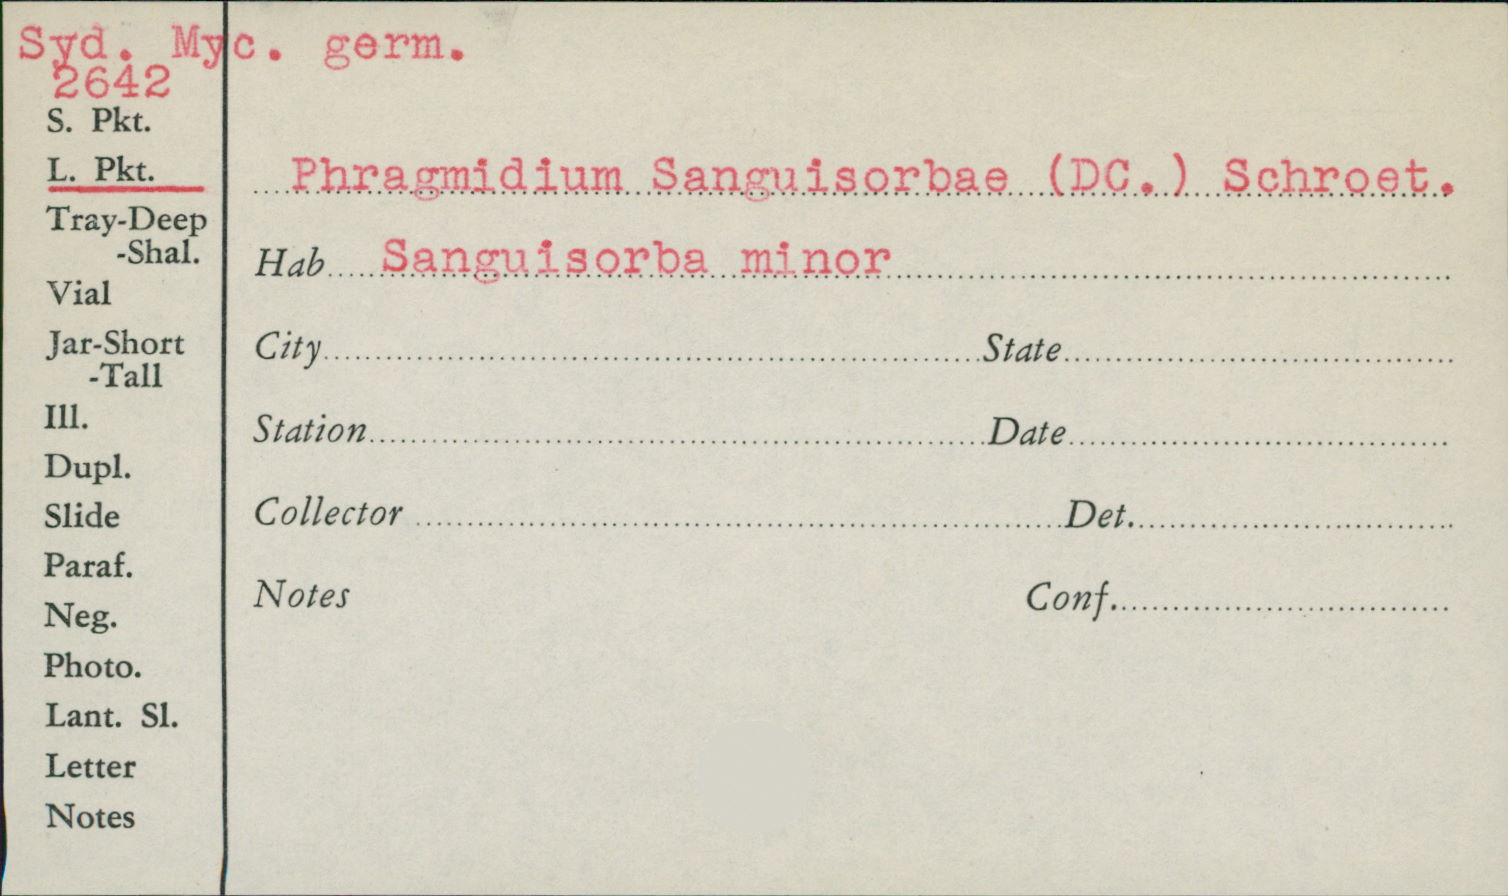 Syd. Myc. germ.
2642
S. Pkt.
L. Pkt.
Phragmidium Sanguisorbae (DC.) Schroet.
Tray-Deep
-Shal.
Hab Sanguisorba minor
Vial
Jar-Short
-Tall
City State
Ill.
Station Date
Dupl.
Slide
Collector Det.
Paraf.
Neg.
Notes Conf.
Photo.
Lant. Sl.
Letter
Notes